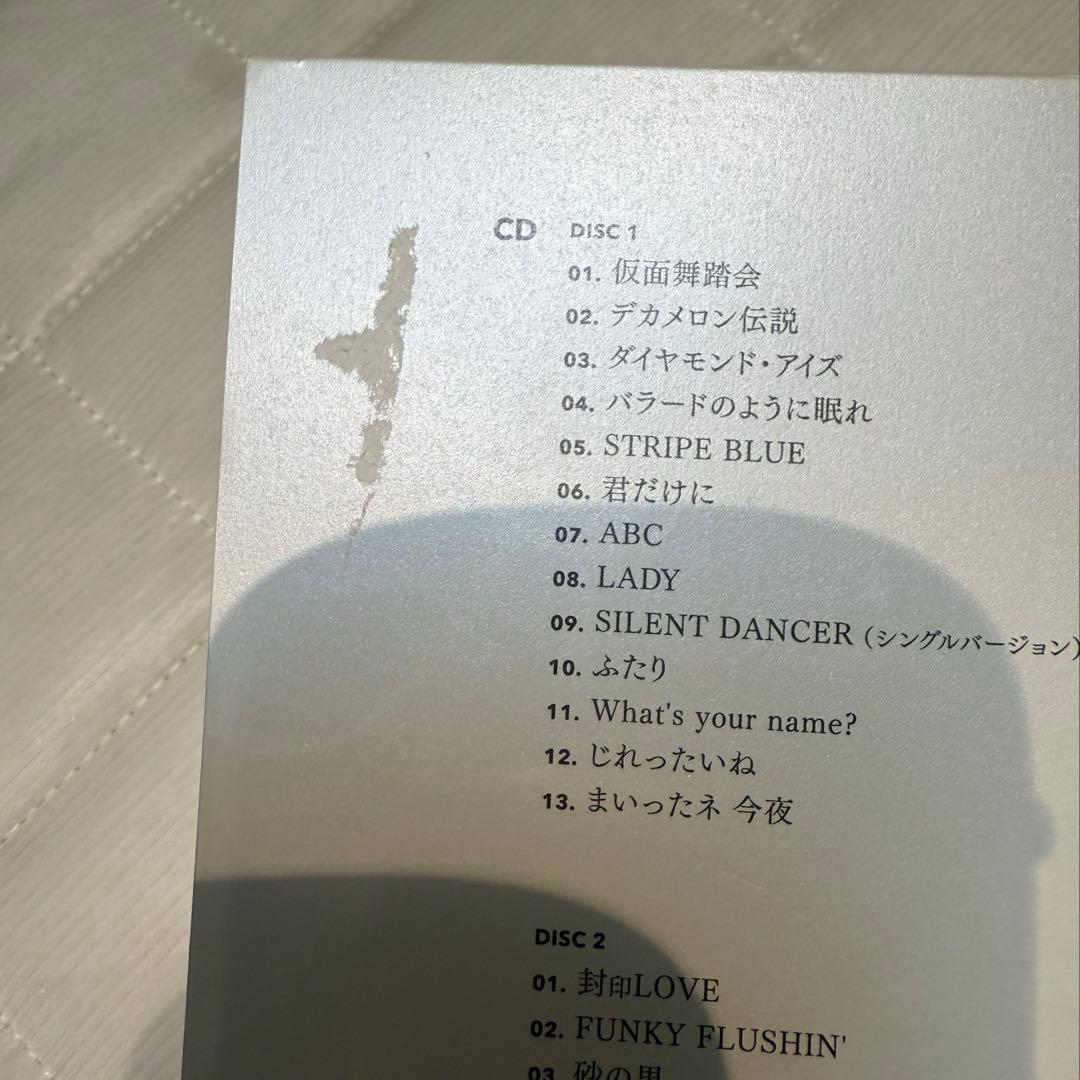 CD DISC 1
01. 仮面舞踏会
02. デカメロン伝説
03. ダイヤモンド・アイズ
04. バラードのように眠れ
05. STRIPE BLUE
06. 君だけに
07. ABC
08. LADY
09. SILENT DANCER (シングルバージョン)
10. ふたり
11. What's your name?
12. じれったいね
13. まいったネ 今夜
DISC 2
01. 封印LOVE
02. FUNKY FLUSHIN'
03. 砂の男